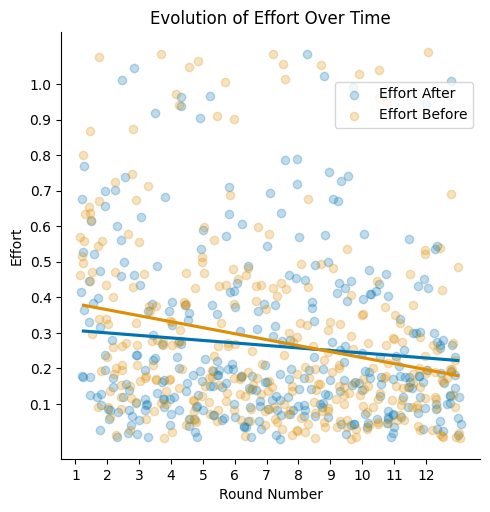 Evolution of Effort Over Time
Effort After
Effort Before
Effort
1.0
0.9
0.8
0.7
0.6
0.5
0.4
0.3
0.2
0.1
1 2 3 4 5 6 7 8 9 10 11 12
Round Number